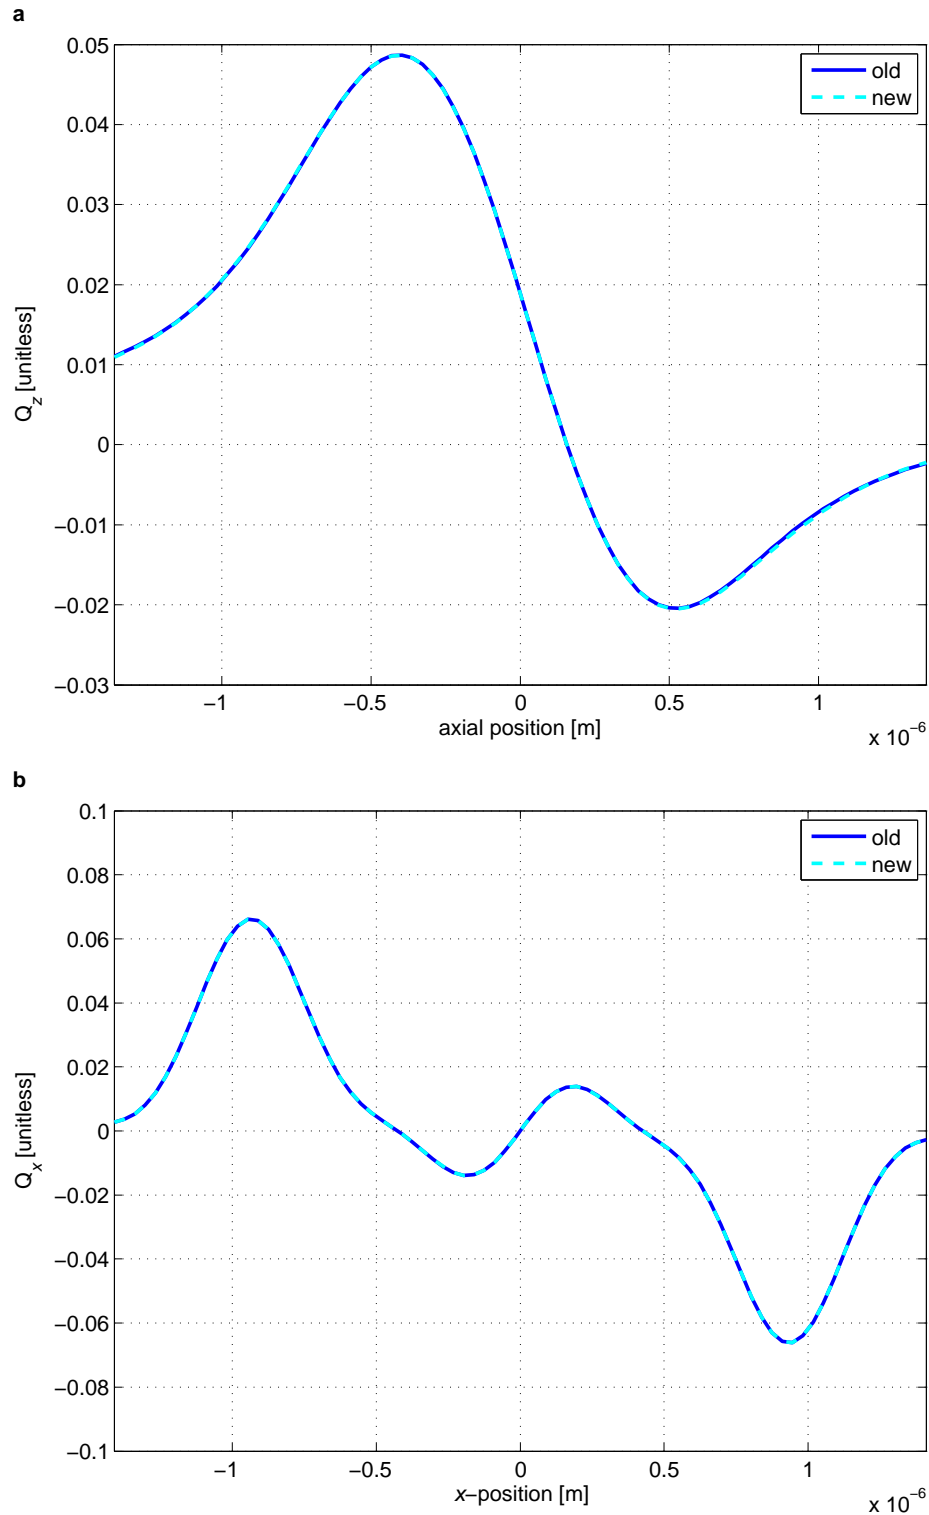 a
0.05
0.04
0.03
0.02
0.01
0
−0.01
−0.02
−0.03
Q_z [unitless]
old
new
−1 −0.5 0 0.5 1
axial position [m]
x 10^−6
b
0.1
0.08
0.06
0.04
0.02
0
−0.02
−0.04
−0.06
−0.08
−0.1
Q_x [unitless]
old
new
−1 −0.5 0 0.5 1
x−position [m]
x 10^−6